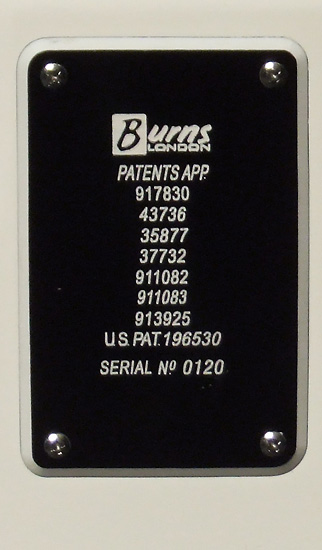 Burns
LONDON
PATENTS APP.
917830
43736
35877
37732
911082
911083
913925
U.S. PAT. 196530
SERIAL Nº 0120